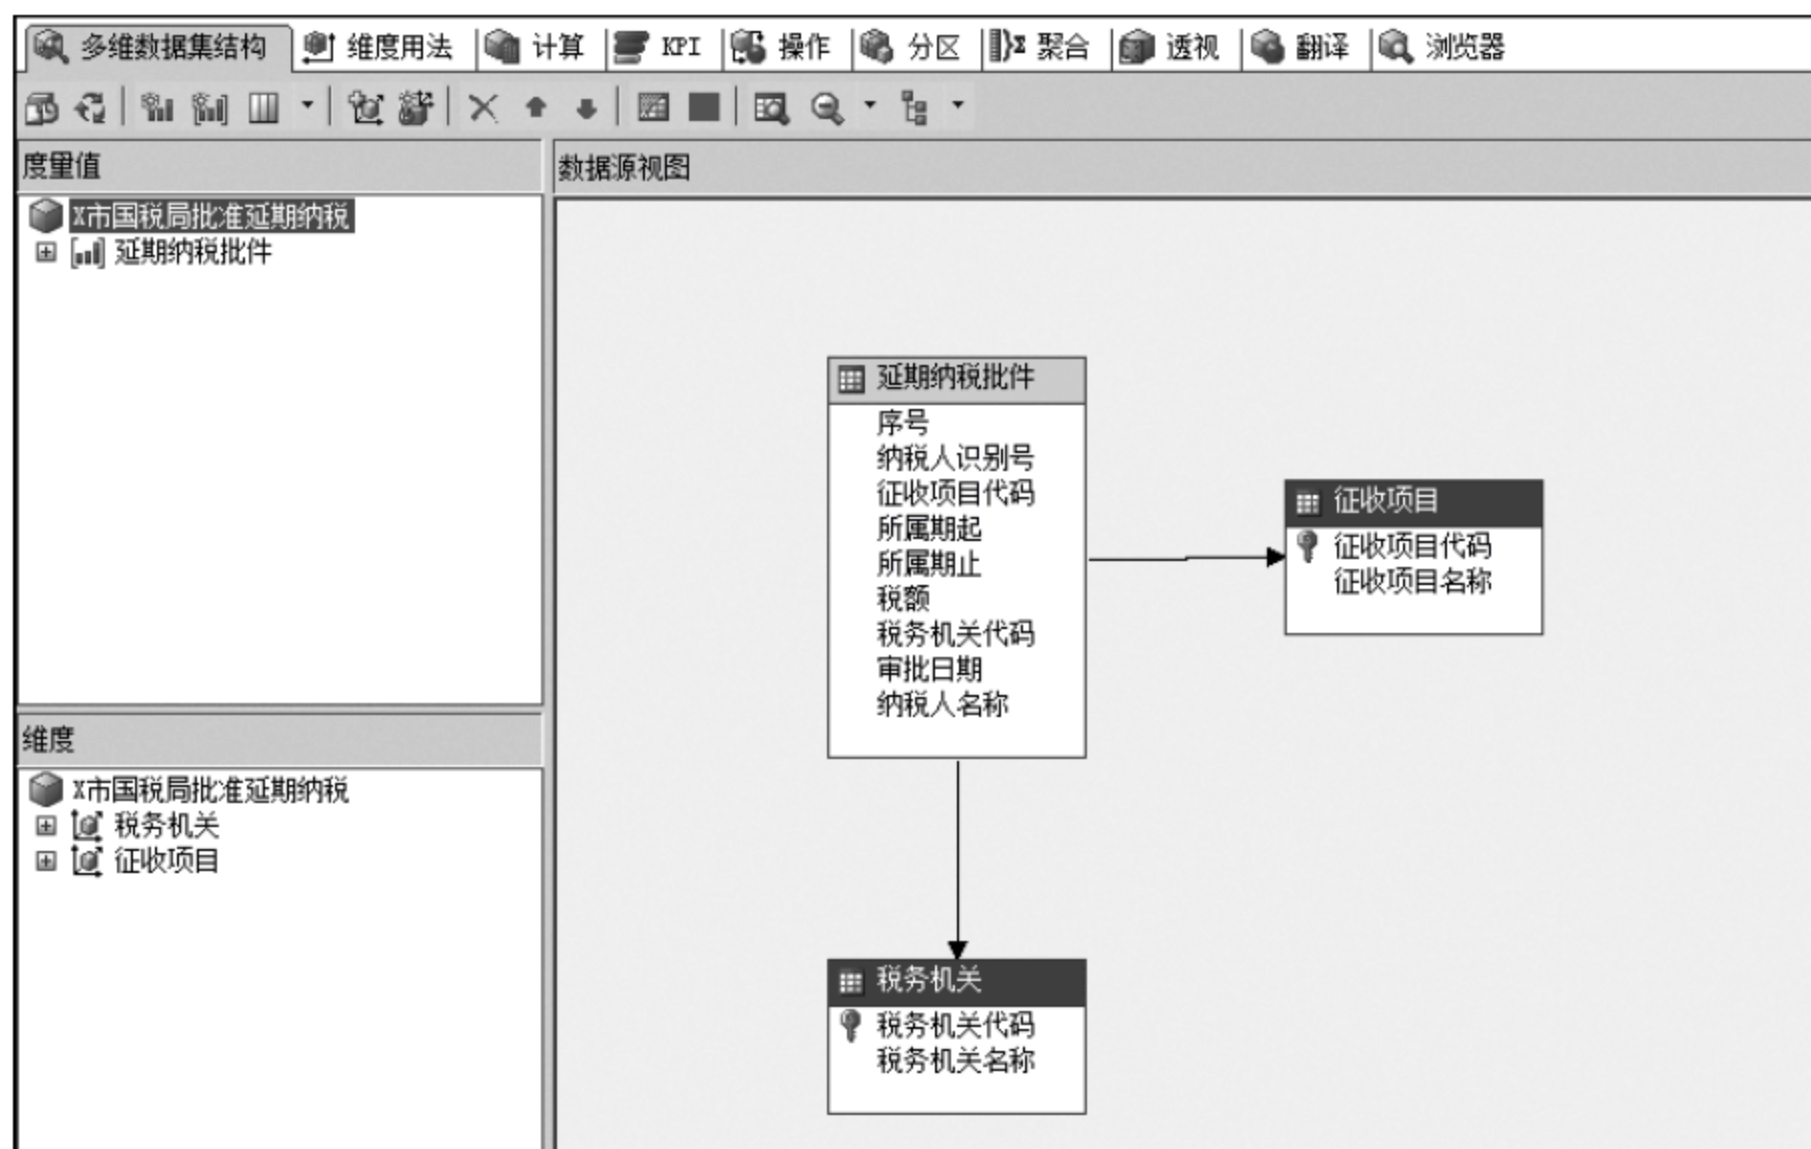 多维数据集结构 维度用法 计算 KPI 操作 分区 聚合 透视 翻译 浏览器
度量值
X市国税局批准延期纳税
延期纳税批件
维度
X市国税局批准延期纳税
税务机关
征收项目
数据源视图
延期纳税批件
序号
纳税人识别号
征收项目代码
所属期起
所属期止
税额
税务机关代码
审批日期
纳税人名称
征收项目
征收项目代码
征收项目名称
税务机关
税务机关代码
税务机关名称